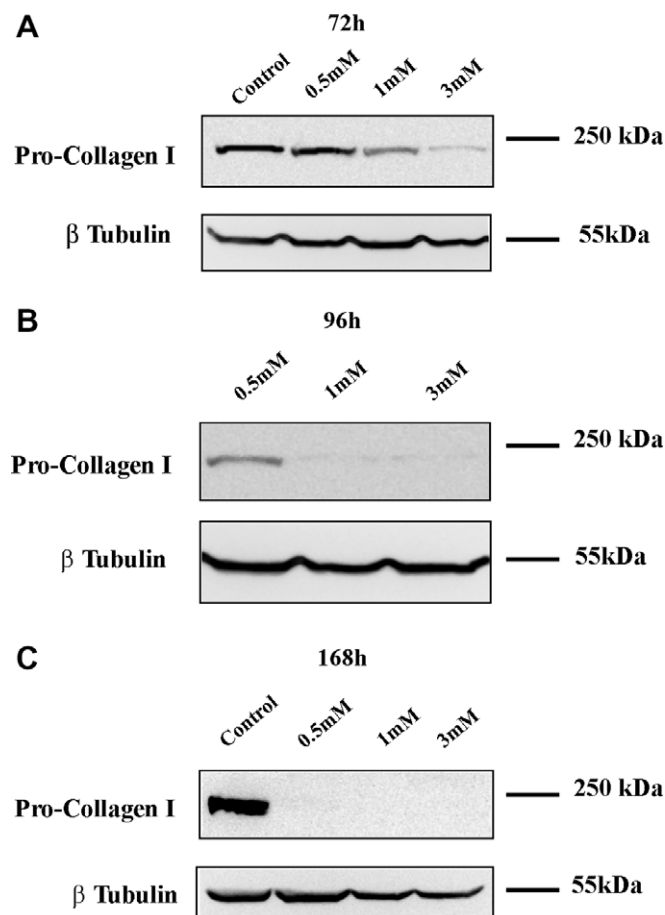 A
72h
Control 0.5mM 1mM 3mM
Pro-Collagen I 250 kDa
β Tubulin 55kDa
B
96h
0.5mM 1mM 3mM
Pro-Collagen I 250 kDa
β Tubulin 55kDa
C
168h
Control 0.5mM 1mM 3mM
Pro-Collagen I 250 kDa
β Tubulin 55kDa